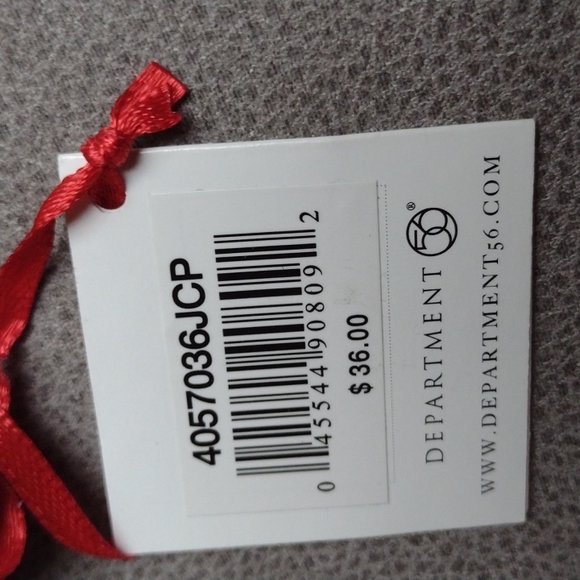 4057036JCP
0 45544 90809 2
$ 36.00
DEPARTMENT 56®
WWW.DEPARTMENT56.COM